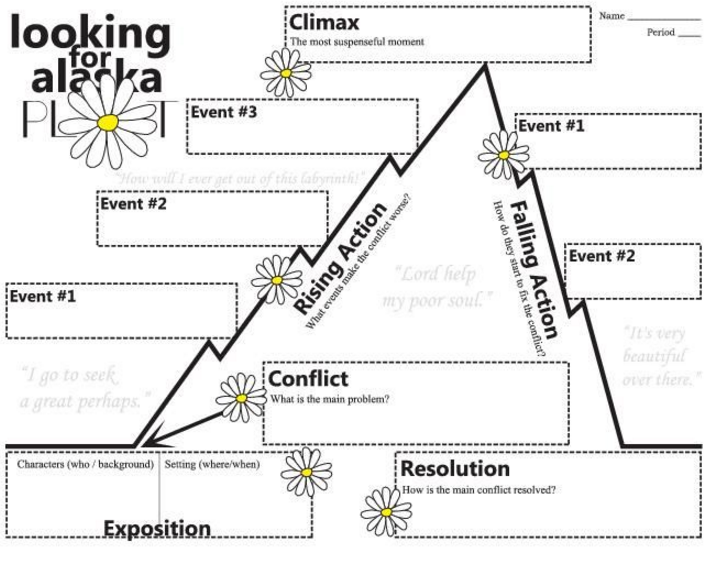 looking
for
alaska
PLOT
Name
Period
Climax
The most suspenseful moment
Event #3
Event #1
"How will I ever get out of this labyrinth!"
Event #2
Rising Action
What events make the conflict worse?
Falling Action
How do they start to fix the conflict?
Event #2
"Lord help
my poor soul."
Event #1
"It's very
beautiful
over there."
"I go to seek
a great perhaps."
Conflict
What is the main problem?
Characters (who / background)
Setting (where/when)
Exposition
Resolution
How is the main conflict resolved?